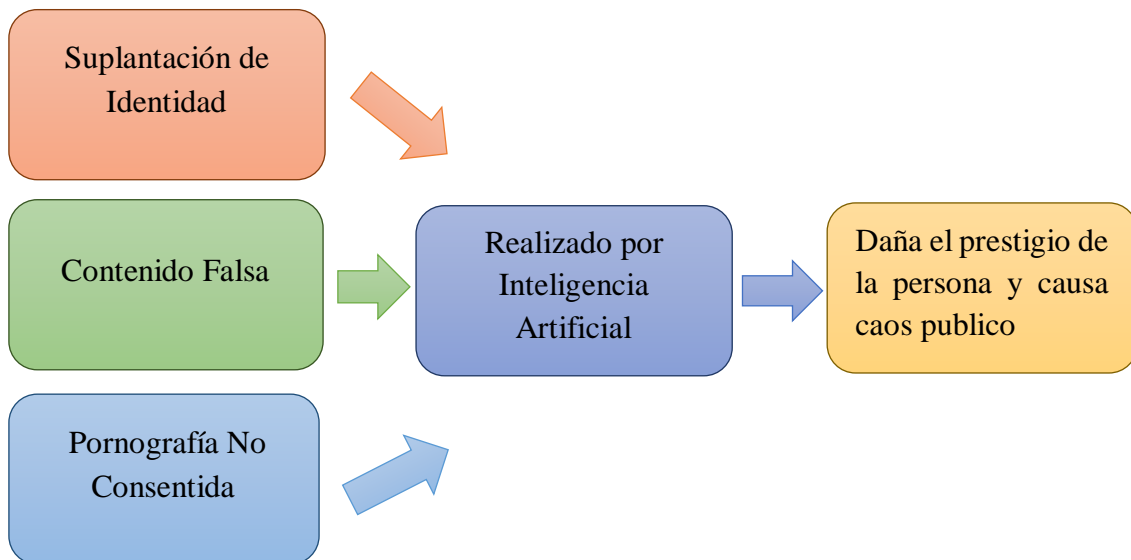 Suplantación de
Identidad
Contenido Falsa
Pornografía No
Consentida
Realizado por
Inteligencia
Artificial
Daña el prestigio de
la persona y causa
caos publico